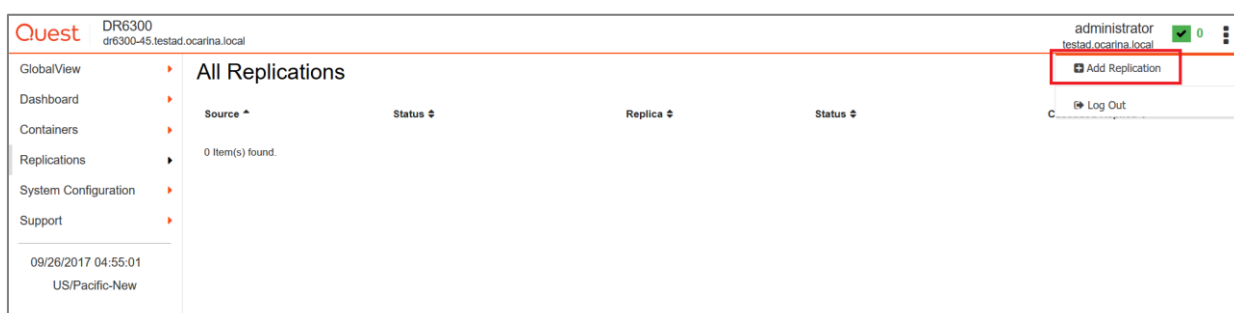 Quest
DR6300
dr6300-45.testad.ocarina.local
administrator
testad.ocarina.local
0
GlobalView
Dashboard
Containers
Replications
System Configuration
Support
09/26/2017 04:55:01
US/Pacific-New
All Replications
Add Replication
Log Out
Source Status Replica Status
0 Item(s) found.